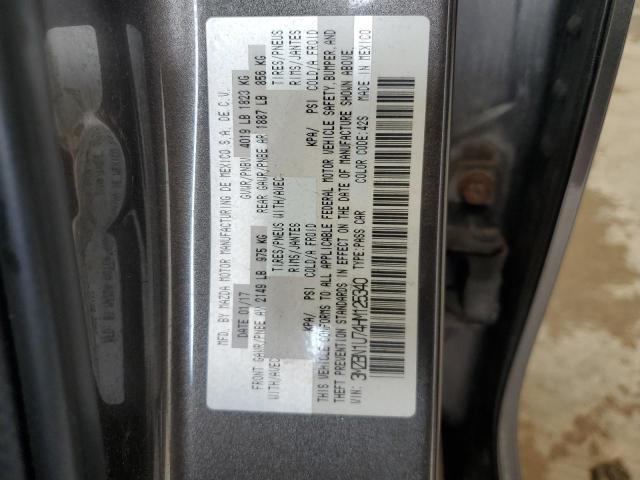 MFD. BY MAZDA MOTOR MANUFACTURING DE MEXICO S.A. DE C.V.
DATE 01/17 GVWR/PNBV 4019 LB 1823 KG
FRONT GAWR/PNBE AV 2149 LB 975 KG REAR GAWR/PNBE AR 1887 LB 856 KG
WITH/AVEC TIRES/PNEUS WITH/AVEC TIRES/PNEUS
RIMS/JANTES RIMS/JANTES
KPA/ PSI COLD/A FROID KPA/ PSI COLD/A FROID
THIS VEHICLE CONFORMS TO ALL APPLICABLE FEDERAL MOTOR VEHICLE SAFETY, BUMPER, AND
THEFT PREVENTION STANDARDS IN EFFECT ON THE DATE OF MANUFACTURE SHOWN ABOVE.
VIN: 3MZBN1U74HM125340 TYPE:PASS CAR COLOR CODE:42S MADE IN MEXICO